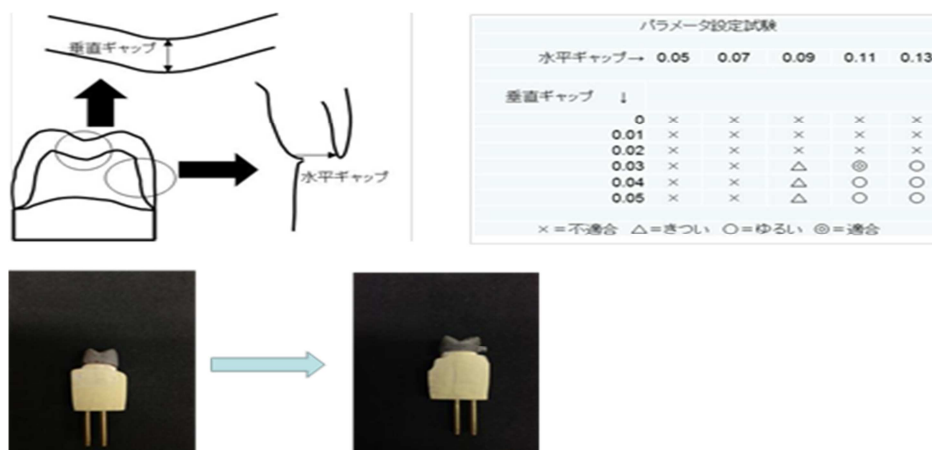 垂直ギャップ
水平ギャップ
パラメータ設定試験
水平ギャップ→ 0.05 0.07 0.09 0.11 0.13
垂直ギャップ ↓
0 × × × × ×
0.01 × × × × ×
0.02 × × × × ×
0.03 × × △ ◎ ○
0.04 × × △ ○ ○
0.05 × × △ ○ ○
×=不適合 △=きつい ○=ゆるい ◎=適合